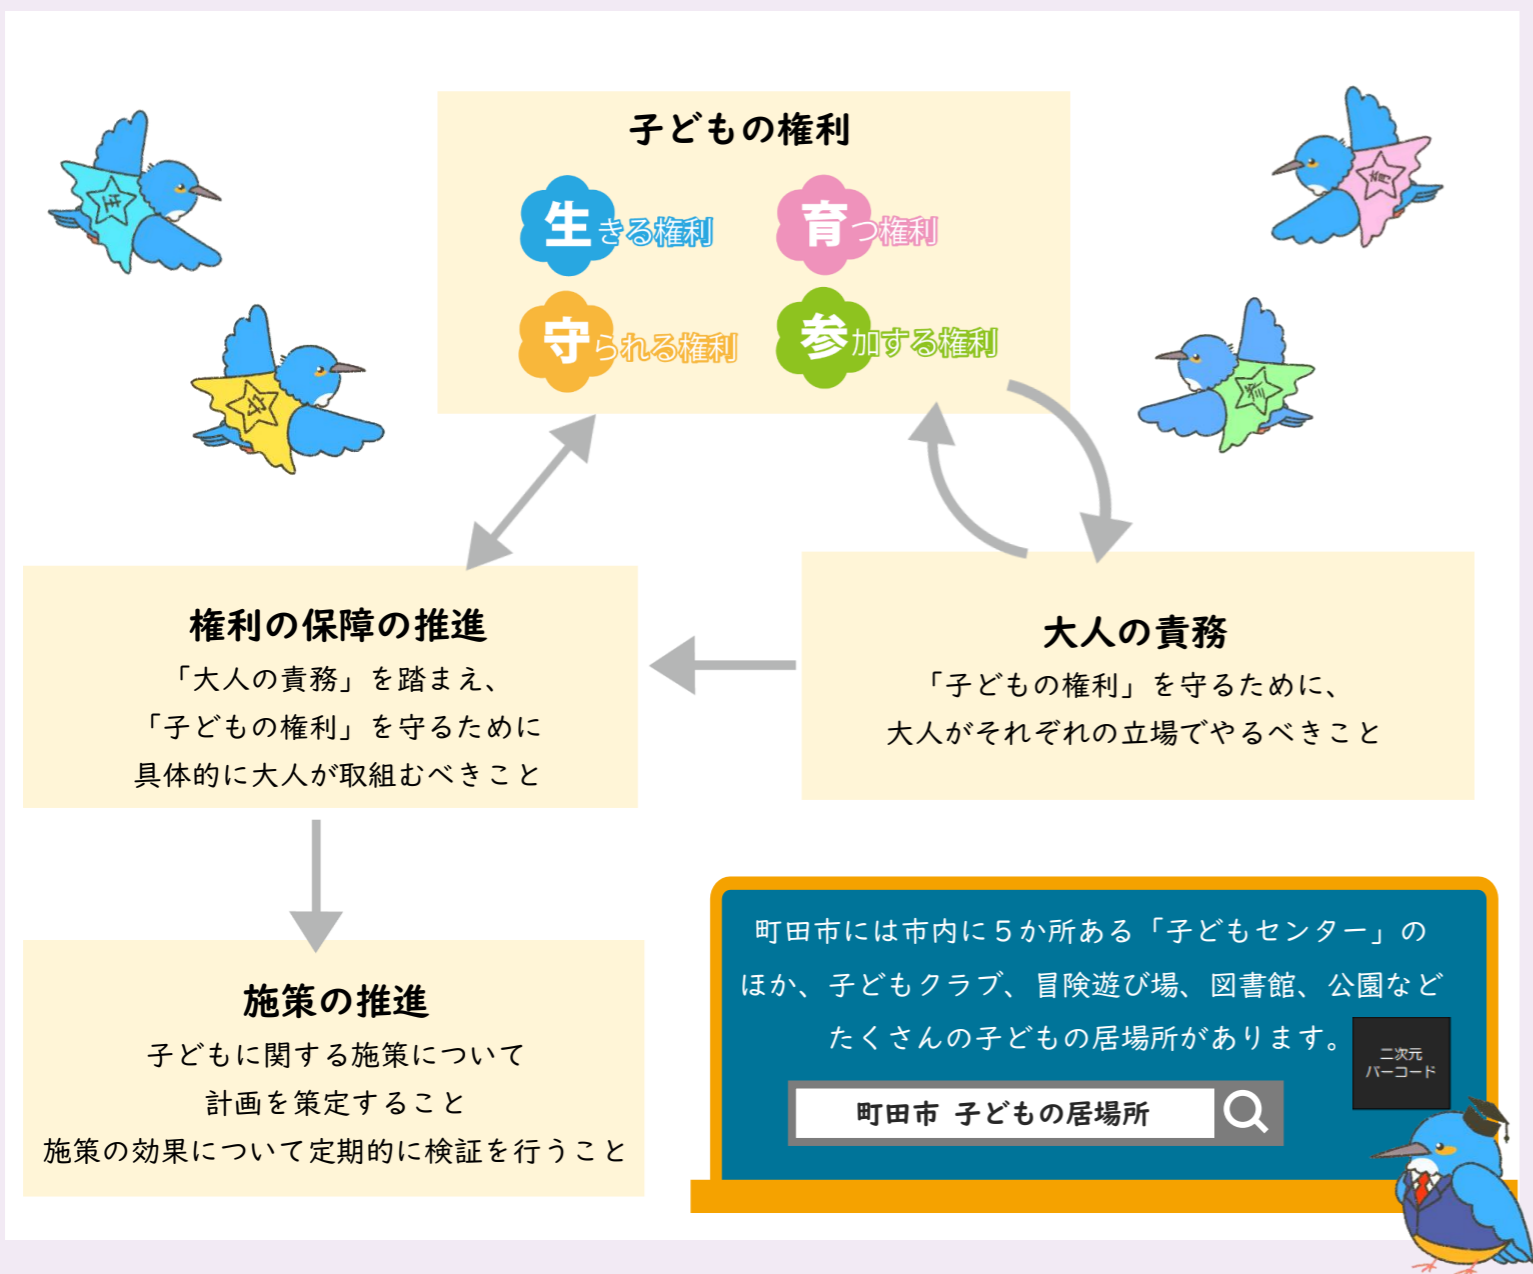 子どもの権利
生きる権利
育つ権利
守られる権利
参加する権利
生
育
守
参
権利の保障の推進
「大人の責務」を踏まえ、
「子どもの権利」を守るために
具体的に大人が取組むべきこと
大人の責務
「子どもの権利」を守るために、
大人がそれぞれの立場でやるべきこと
施策の推進
子どもに関する施策について
計画を策定すること
施策の効果について定期的に検証を行うこと
町田市には市内に５か所ある「子どもセンター」の
ほか、子どもクラブ、冒険遊び場、図書館、公園など
たくさんの子どもの居場所があります。
二次元
バーコード
町田市 子どもの居場所